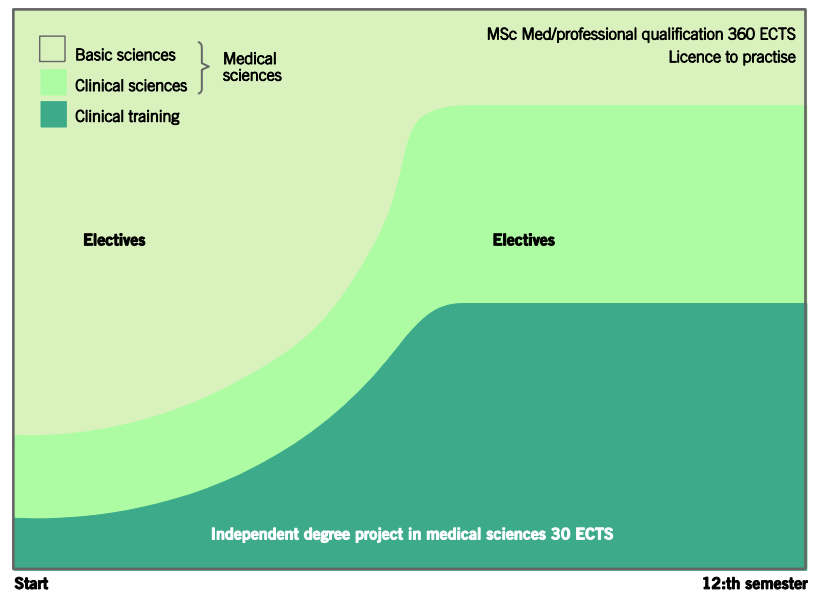 MSc Med/professional qualification 360 ECTS
Licence to practise
Basic sciences
Clinical sciences
Medical
sciences
Clinical training
Electives
Electives
Independent degree project in medical sciences 30 ECTS
Start
12:th semester